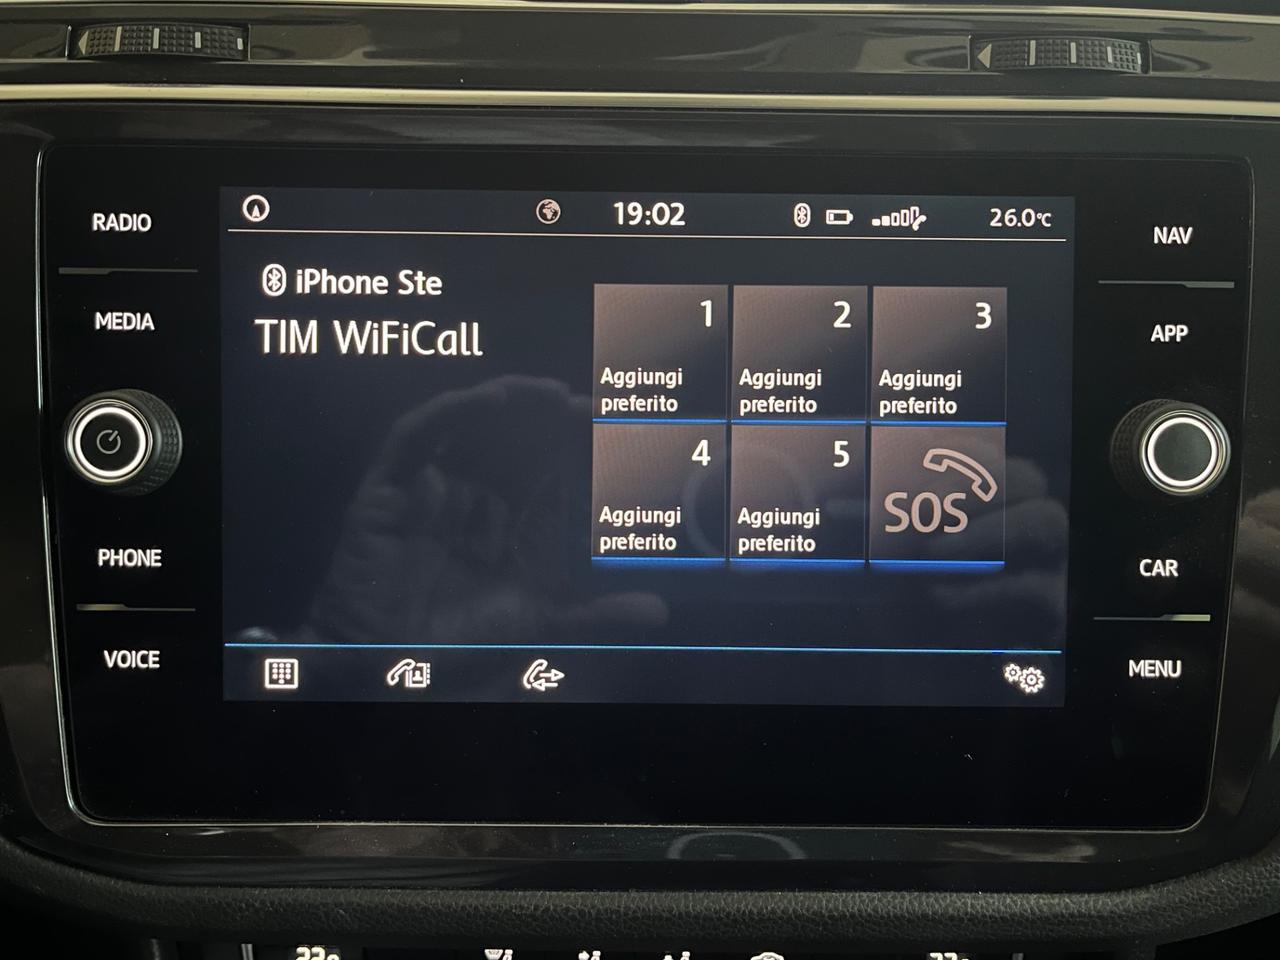 RADIO
MEDIA
PHONE
VOICE
19:02
26.0°C
iPhone Ste
TIM WiFiCall
1
Aggiungi
preferito
2
Aggiungi
preferito
3
Aggiungi
preferito
4
Aggiungi
preferito
5
Aggiungi
preferito
SOS
NAV
APP
CAR
MENU